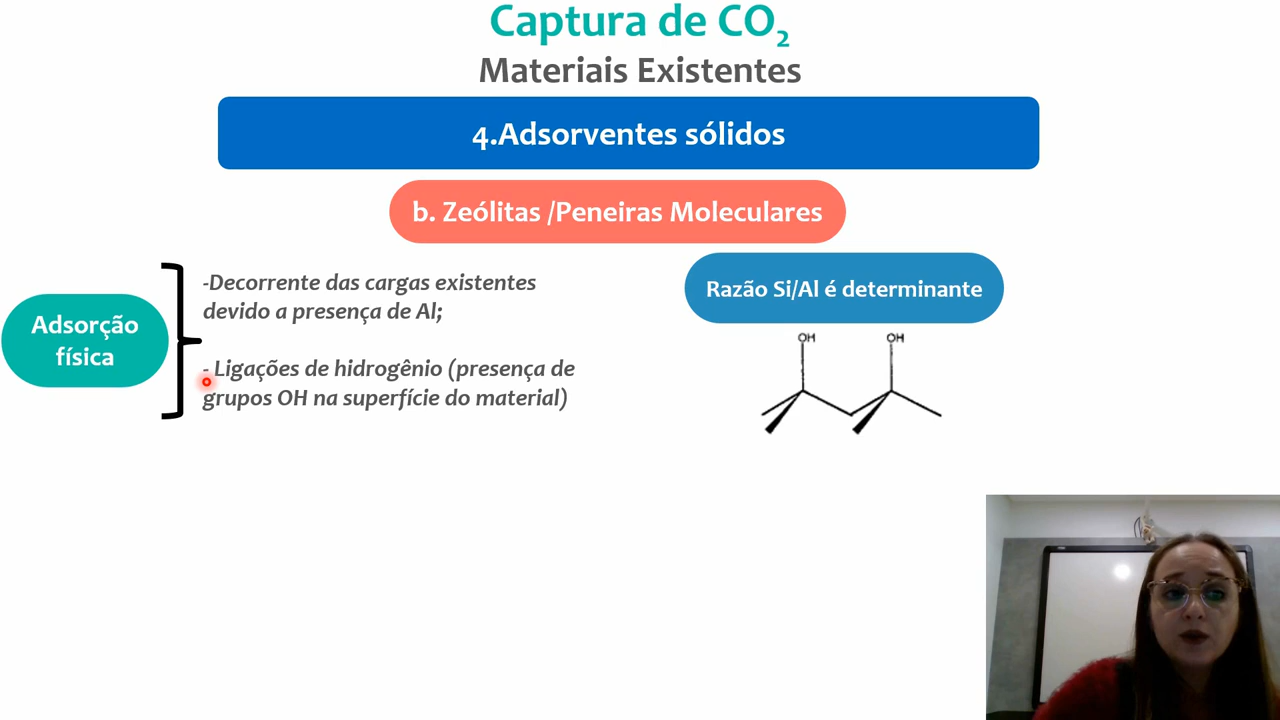 Captura de CO₂
Materiais Existentes
4.Adsorventes sólidos
b. Zeólitas /Peneiras Moleculares
Adsorção
física
-Decorrente das cargas existentes
devido a presença de Al;
- Ligações de hidrogênio (presença de
grupos OH na superfície do material)
Razão Si/Al é determinante
OH OH